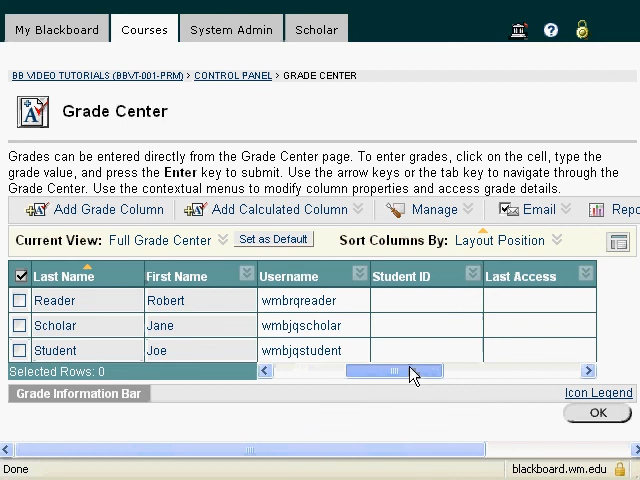 My Blackboard Courses System Admin Scholar
BB VIDEO TUTORIALS (BBVT-001-PRM) > CONTROL PANEL > GRADE CENTER
Grade Center
Grades can be entered directly from the Grade Center page. To enter grades, click on the cell, type the
grade value, and press the Enter key to submit. Use the arrow keys or the tab key to navigate through the
Grade Center. Use the contextual menus to modify column properties and access grade details.
Add Grade Column Add Calculated Column Manage Email Repo
Current View: Full Grade Center Set as Default Sort Columns By: Layout Position
Last Name First Name Username Student ID Last Access
Reader Robert wmbrqreader
Scholar Jane wmbjqscholar
Student Joe wmbjqstudent
Selected Rows: 0
Grade Information Bar Icon Legend
OK
Done blackboard.wm.edu